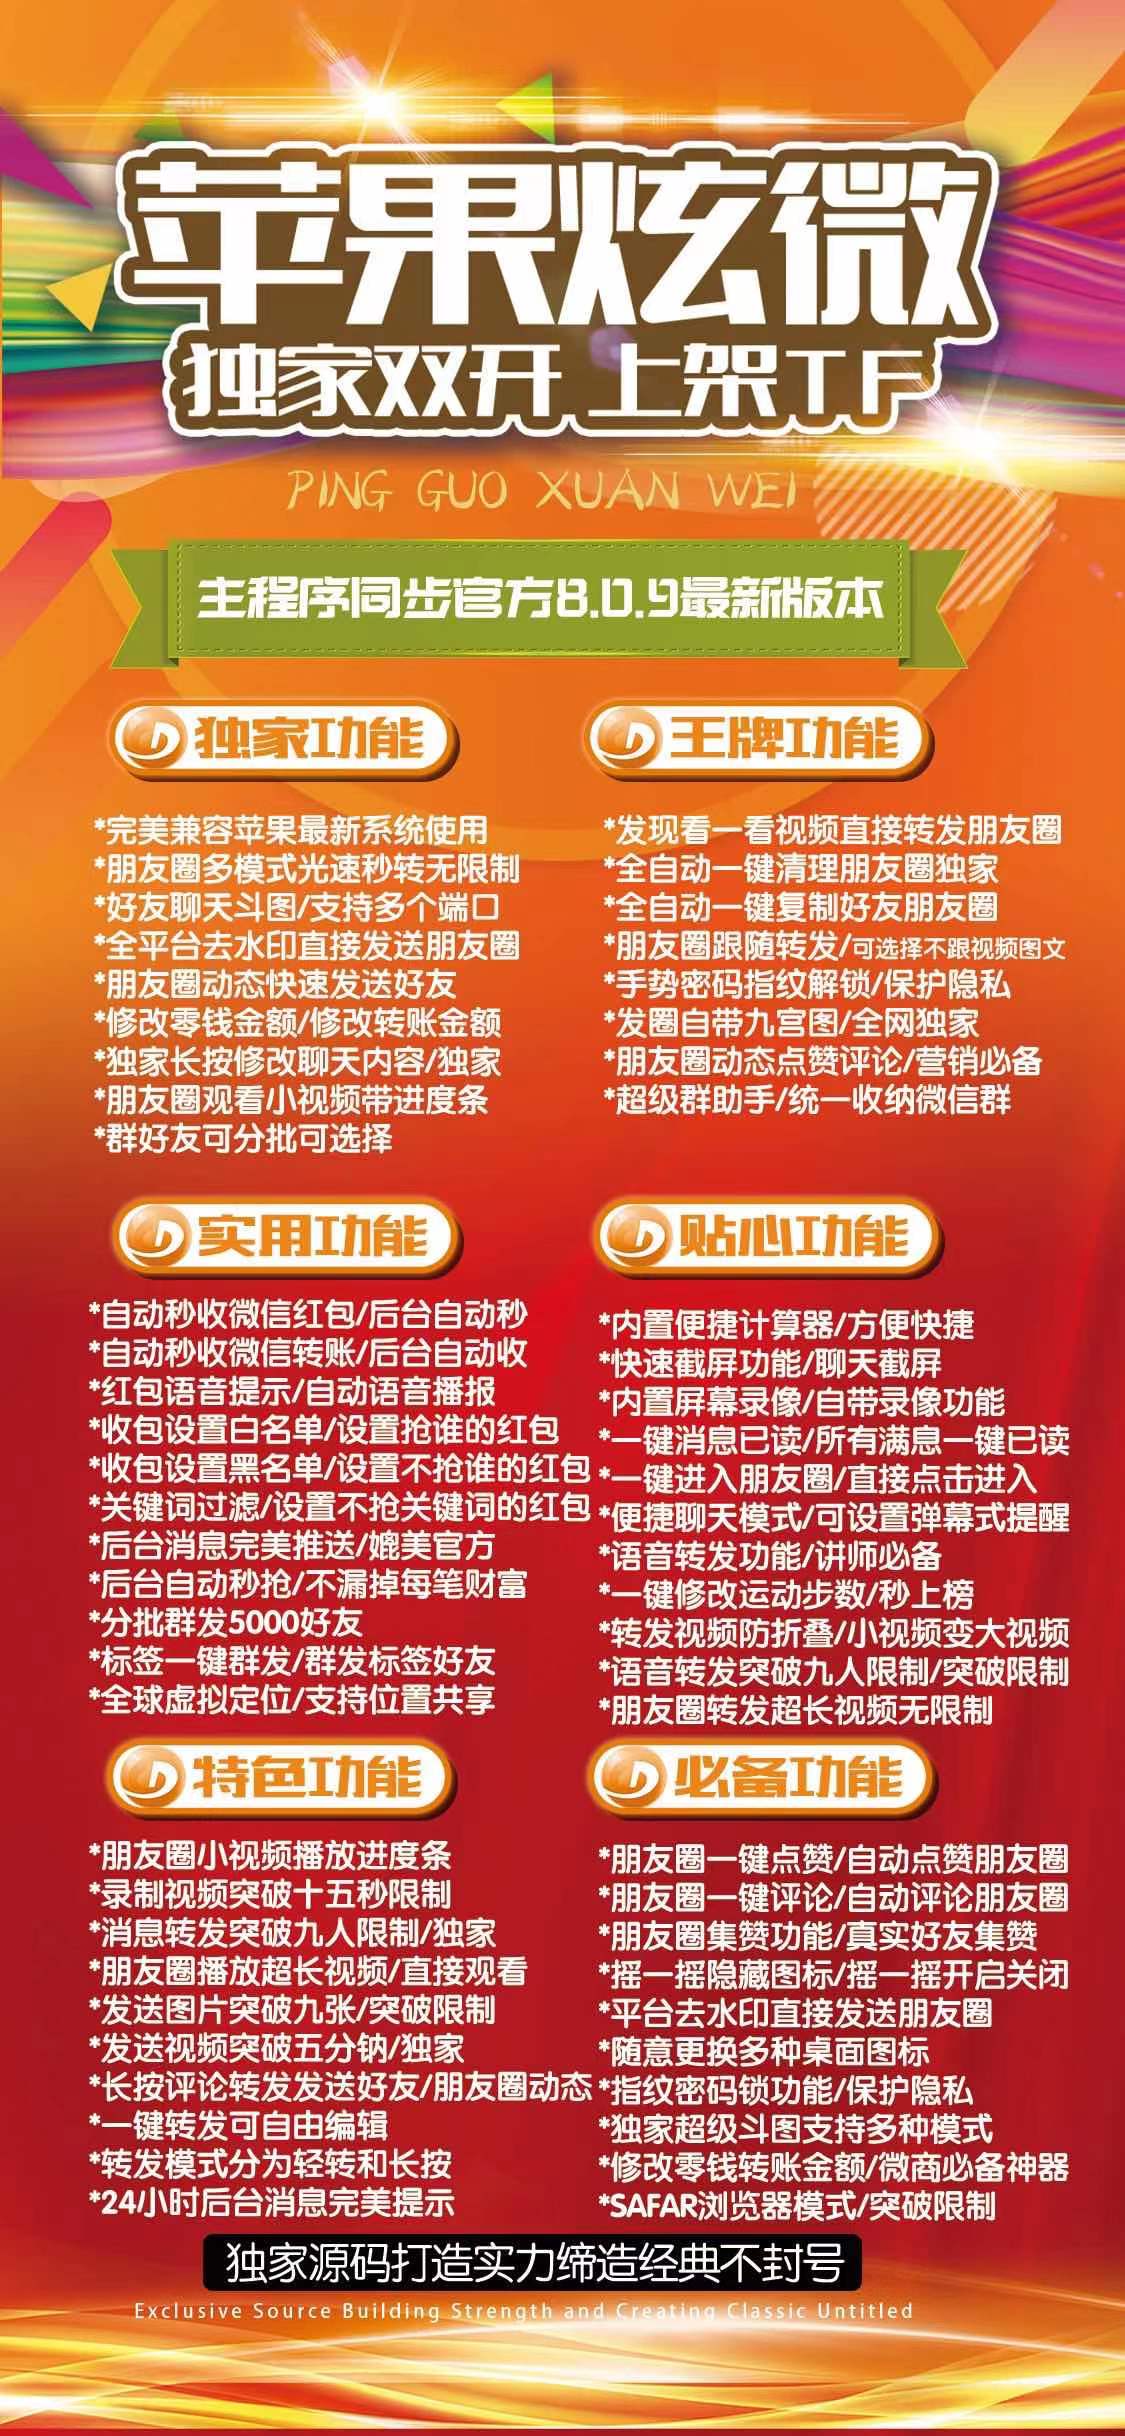 苹果炫微
独家双开 上架TF
PING GUO XUAN WEI
主程序同步官方8.0.9最新版本
独家功能
*完美兼容苹果最新系统使用
*朋友圈多模式光速秒转无限制
*好友聊天斗图/支持多个端口
*全平台去水印直接发送朋友圈
*朋友圈动态快速发送好友
*修改零钱金额/修改转账金额
*独家长按修改聊天内容/独家
*朋友圈观看小视频带进度条
*群好友可分批可选择
王牌功能
*发现看一看视频直接转发朋友圈
*全自动一键清理朋友圈独家
*全自动一键复制好友朋友圈
*朋友圈跟随转发/可选择不跟视频图文
*手势密码指纹解锁/保护隐私
*发圈自带九宫图/全网独家
*朋友圈动态点赞评论/营销必备
*超级群助手/统一收纳微信群
实用功能
*自动秒收微信红包/后台自动秒
*自动秒收微信转账/后台自动收
*红包语音提示/自动语音播报
*收包设置白名单/设置抢谁的红包
*收包设置黑名单/设置不抢谁的红包
*关键词过滤/设置不抢关键词的红包
*后台消息完美推送/媲美官方
*后台自动秒抢/不漏掉每笔财富
*分批群发5000好友
*标签一键群发/群发标签好友
*全球虚拟定位/支持位置共享
贴心功能
*内置便捷计算器/方便快捷
*快速截屏功能/聊天截屏
*内置屏幕录像/自带录像功能
*一键消息已读/所有满息一键已读
*一键进入朋友圈/直接点击进入
*便捷聊天模式/可设置弹幕式提醒
*语音转发功能/讲师必备
*一键修改运动步数/秒上榜
*转发视频防折叠/小视频变大视频
*语音转发突破九人限制/突破限制
*朋友圈转发超长视频无限制
特色功能
*朋友圈小视频播放进度条
*录制视频突破十五秒限制
*消息转发突破九人限制/独家
*朋友圈播放超长视频/直接观看
*发送图片突破九张/突破限制
*发送视频突破五分钠/独家
*长按评论转发发送好友/朋友圈动态
*一键转发可自由编辑
*转发模式分为轻转和长按
*24小时后台消息完美提示
必备功能
*朋友圈一键点赞/自动点赞朋友圈
*朋友圈一键评论/自动评论朋友圈
*朋友圈集赞功能/真实好友集赞
*摇一摇隐藏图标/摇一摇开启关闭
*平台去水印直接发送朋友圈
*随意更换多种桌面图标
*指纹密码锁功能/保护隐私
*独家超级斗图支持多种模式
*修改零钱转账金额/微商必备神器
*SAFAR浏览器模式/突破限制
独家源码打造实力缔造经典不封号
Exclusive Source Building Strength and Creating Classic Untitled